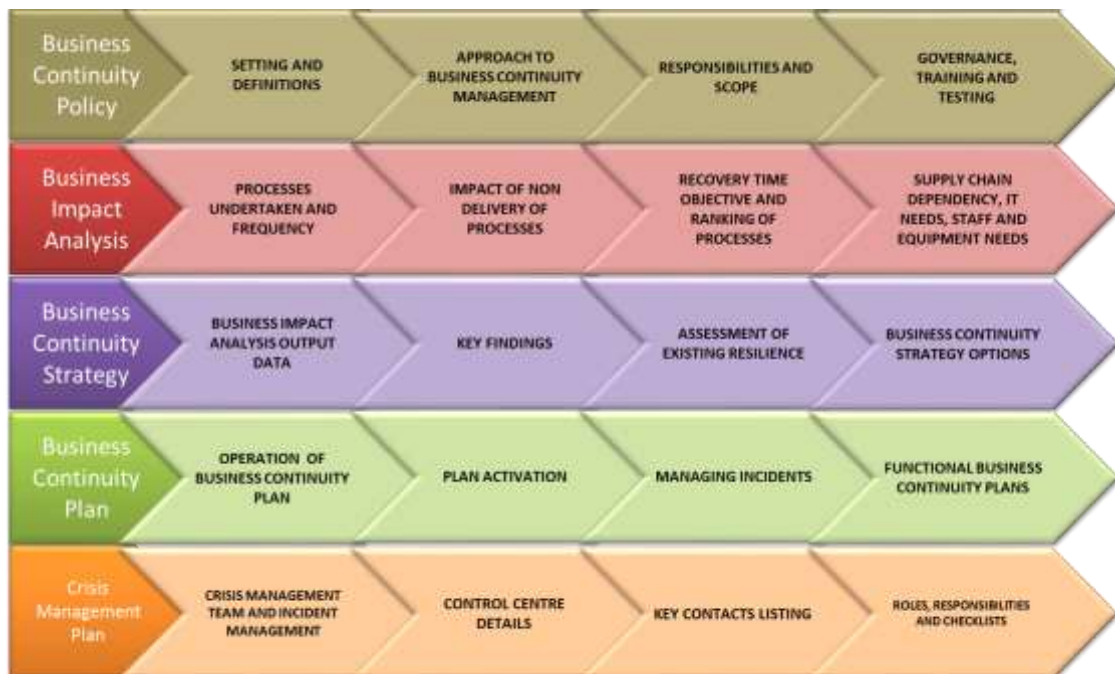 Business
Continuity
Policy
SETTING AND
DEFINITIONS
APPROACH TO
BUSINESS CONTINUITY
MANAGEMENT
RESPONSIBILITIES AND
SCOPE
GOVERNANCE,
TRAINING AND
TESTING
Business
Impact
Analysis
PROCESSES
UNDERTAKEN AND
FREQUENCY
IMPACT OF NON
DELIVERY OF
PROCESSES
RECOVERY TIME
OBJECTIVE AND
RANKING OF
PROCESSES
SUPPLY CHAIN
DEPENDENCY, IT
NEEDS, STAFF AND
EQUIPMENT NEEDS
Business
Continuity
Strategy
BUSINESS IMPACT
ANALYSIS OUTPUT
DATA
KEY FINDINGS
ASSESSMENT OF
EXISTING RESILIENCE
BUSINESS CONTINUITY
STRATEGY OPTIONS
Business
Continuity
Plan
OPERATION OF
BUSINESS CONTINUITY
PLAN
PLAN ACTIVATION
MANAGING INCIDENTS
FUNCTIONAL BUSINESS
CONTINUITY PLANS
Crisis
Management
Plan
CRISIS MANAGEMENT
TEAM AND INCIDENT
MANAGEMENT
CONTROL CENTRE
DETAILS
KEY CONTACTS LISTING
ROLES, RESPONSIBILITIES
AND CHECKLISTS